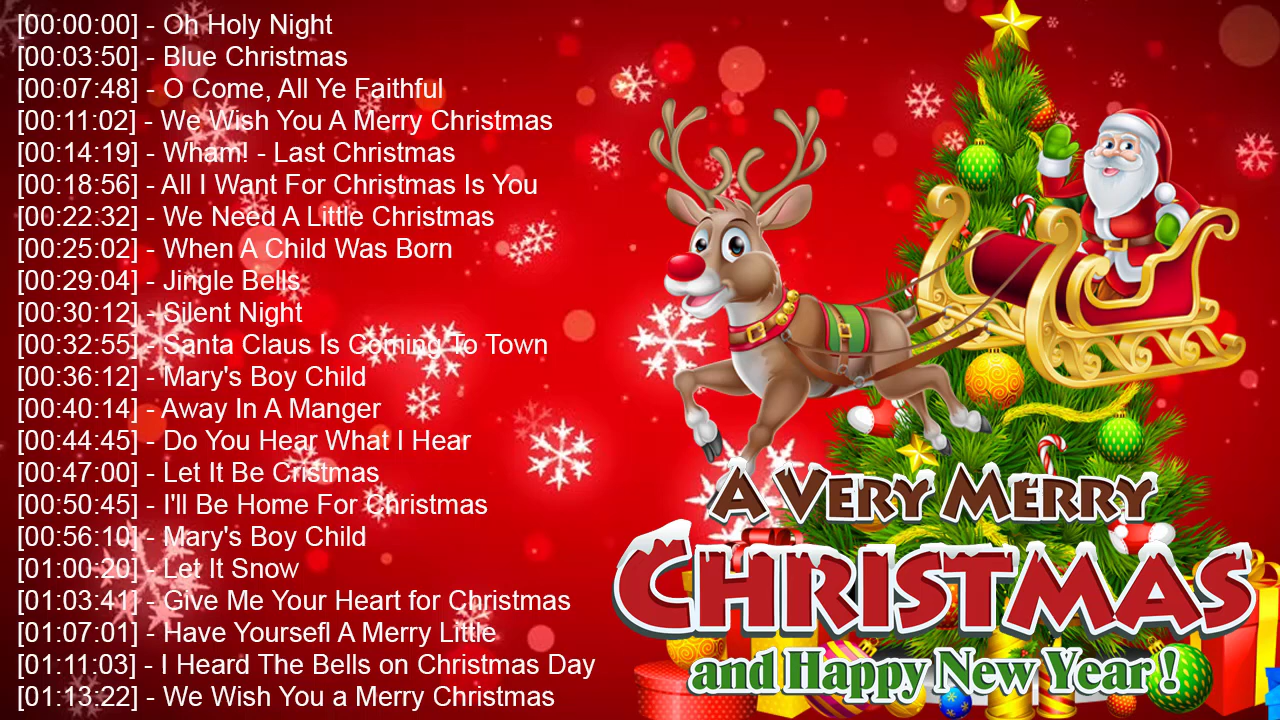 [00:00:00] - Oh Holy Night
[00:03:50] - Blue Christmas
[00:07:48] - O Come, All Ye Faithful
[00:11:02] - We Wish You A Merry Christmas
[00:14:19] - Wham! - Last Christmas
[00:18:56] - All I Want For Christmas Is You
[00:22:32] - We Need A Little Christmas
[00:25:02] - When A Child Was Born
[00:29:04] - Jingle Bells
[00:30:12] - Silent Night
[00:32:55] - Santa Claus Is Coming To Town
[00:36:12] - Mary's Boy Child
[00:40:14] - Away In A Manger
[00:44:45] - Do You Hear What I Hear
[00:47:00] - Let It Be Cristmas
[00:50:45] - I'll Be Home For Christmas
[00:56:10] - Mary's Boy Child
[01:00:20] - Let It Snow
[01:03:41] - Give Me Your Heart for Christmas
[01:07:01] - Have Yoursefl A Merry Little
[01:11:03] - I Heard The Bells on Christmas Day
[01:13:22] - We Wish You a Merry Christmas
A VERY MERRY
CHRISTMAS
and Happy New Year !